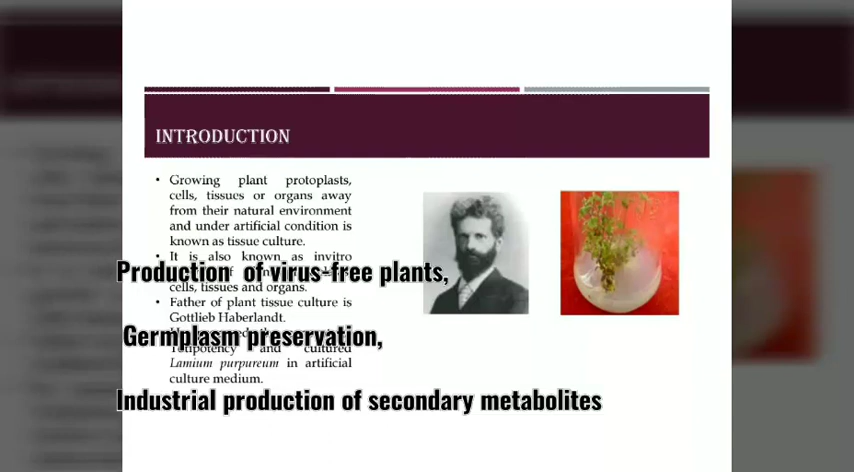 INTRODUCTION
• Growing plant protoplasts,
cells, tissues or organs away
from their natural environment
and under artificial condition is
known as tissue culture.
• It is also known as invitro
Production of virus-free plants,
cells, tissues and organs.
• Father of plant tissue culture is
Gottlieb Haberlandt.
Germplasm preservation,
Totipotency and cultured
Lamium purpureum in artificial
culture medium.
Industrial production of secondary metabolites